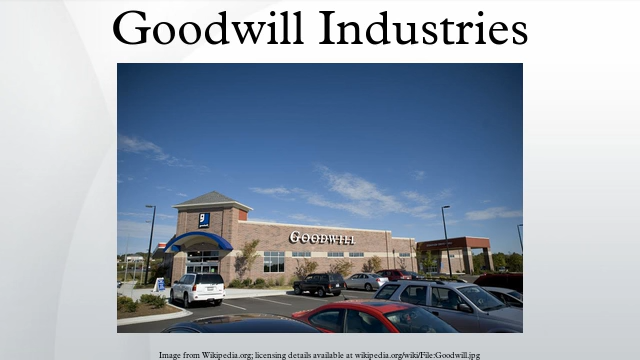 Goodwill Industries
g
GOODWILL
Image from Wikipedia.org; licensing details available at wikipedia.org/wiki/File:Goodwill.jpg